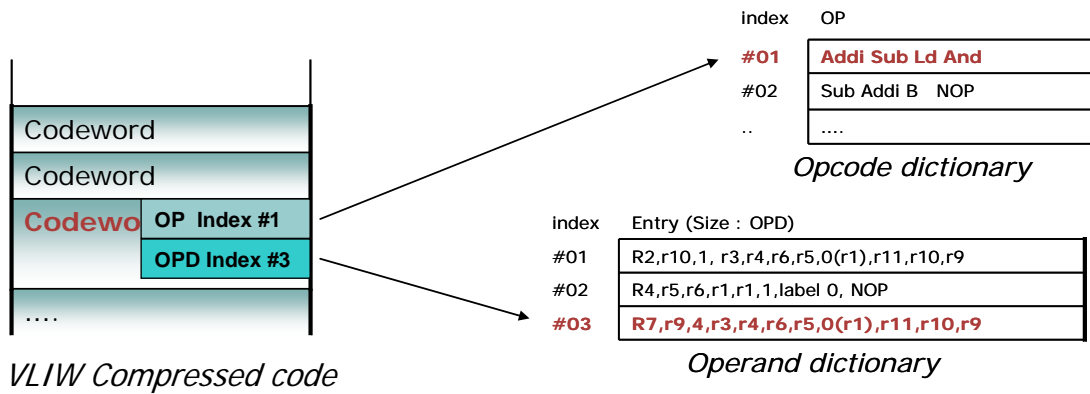 index OP
#01 Addi Sub Ld And
#02 Sub Addi B NOP
.. ....
Opcode dictionary
Codeword
Codeword
Codewo OP Index #1
OPD Index #3
....
VLIW Compressed code
index Entry (Size : OPD)
#01 R2,r10,1, r3,r4,r6,r5,0(r1),r11,r10,r9
#02 R4,r5,r6,r1,r1,1,label 0, NOP
#03 R7,r9,4,r3,r4,r6,r5,0(r1),r11,r10,r9
Operand dictionary